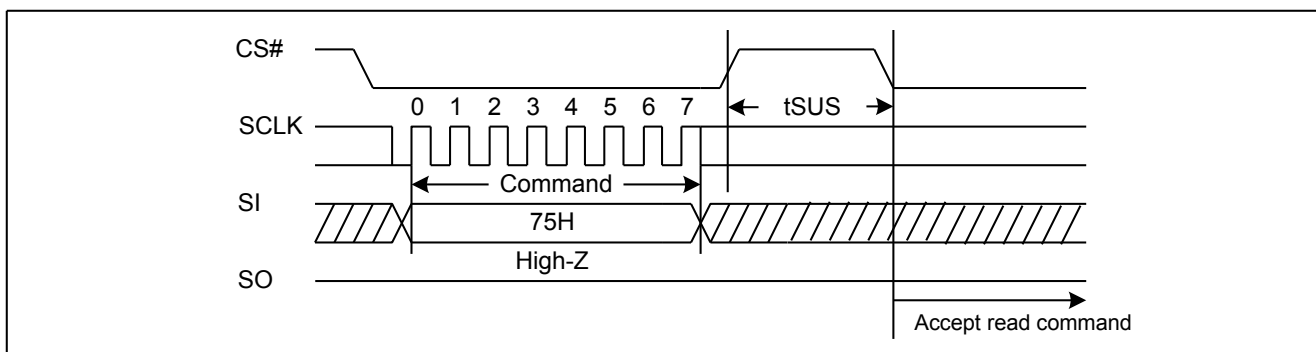 CS#
tSUS
0 1 2 3 4 5 6 7
SCLK
Command
SI
75H
High-Z
SO
Accept read command